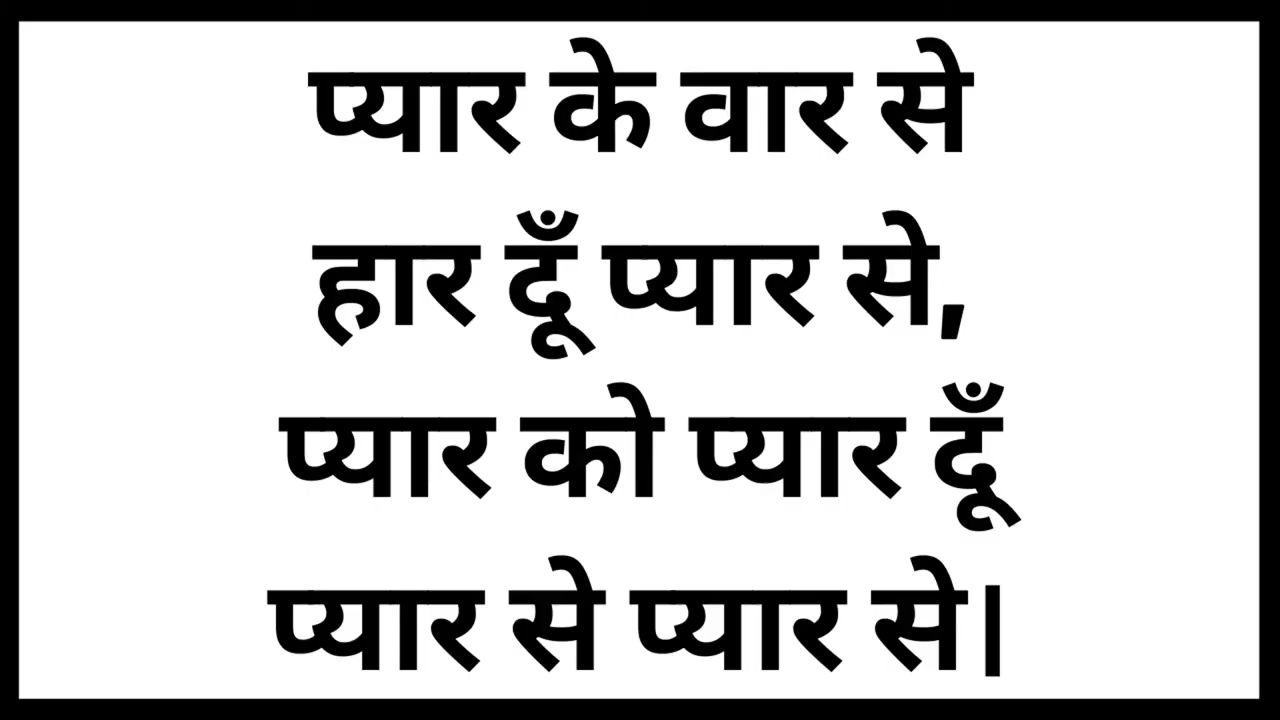 प्यार के वार से
हार दूँ प्यार से,
प्यार को प्यार दूँ
प्यार से प्यार से।